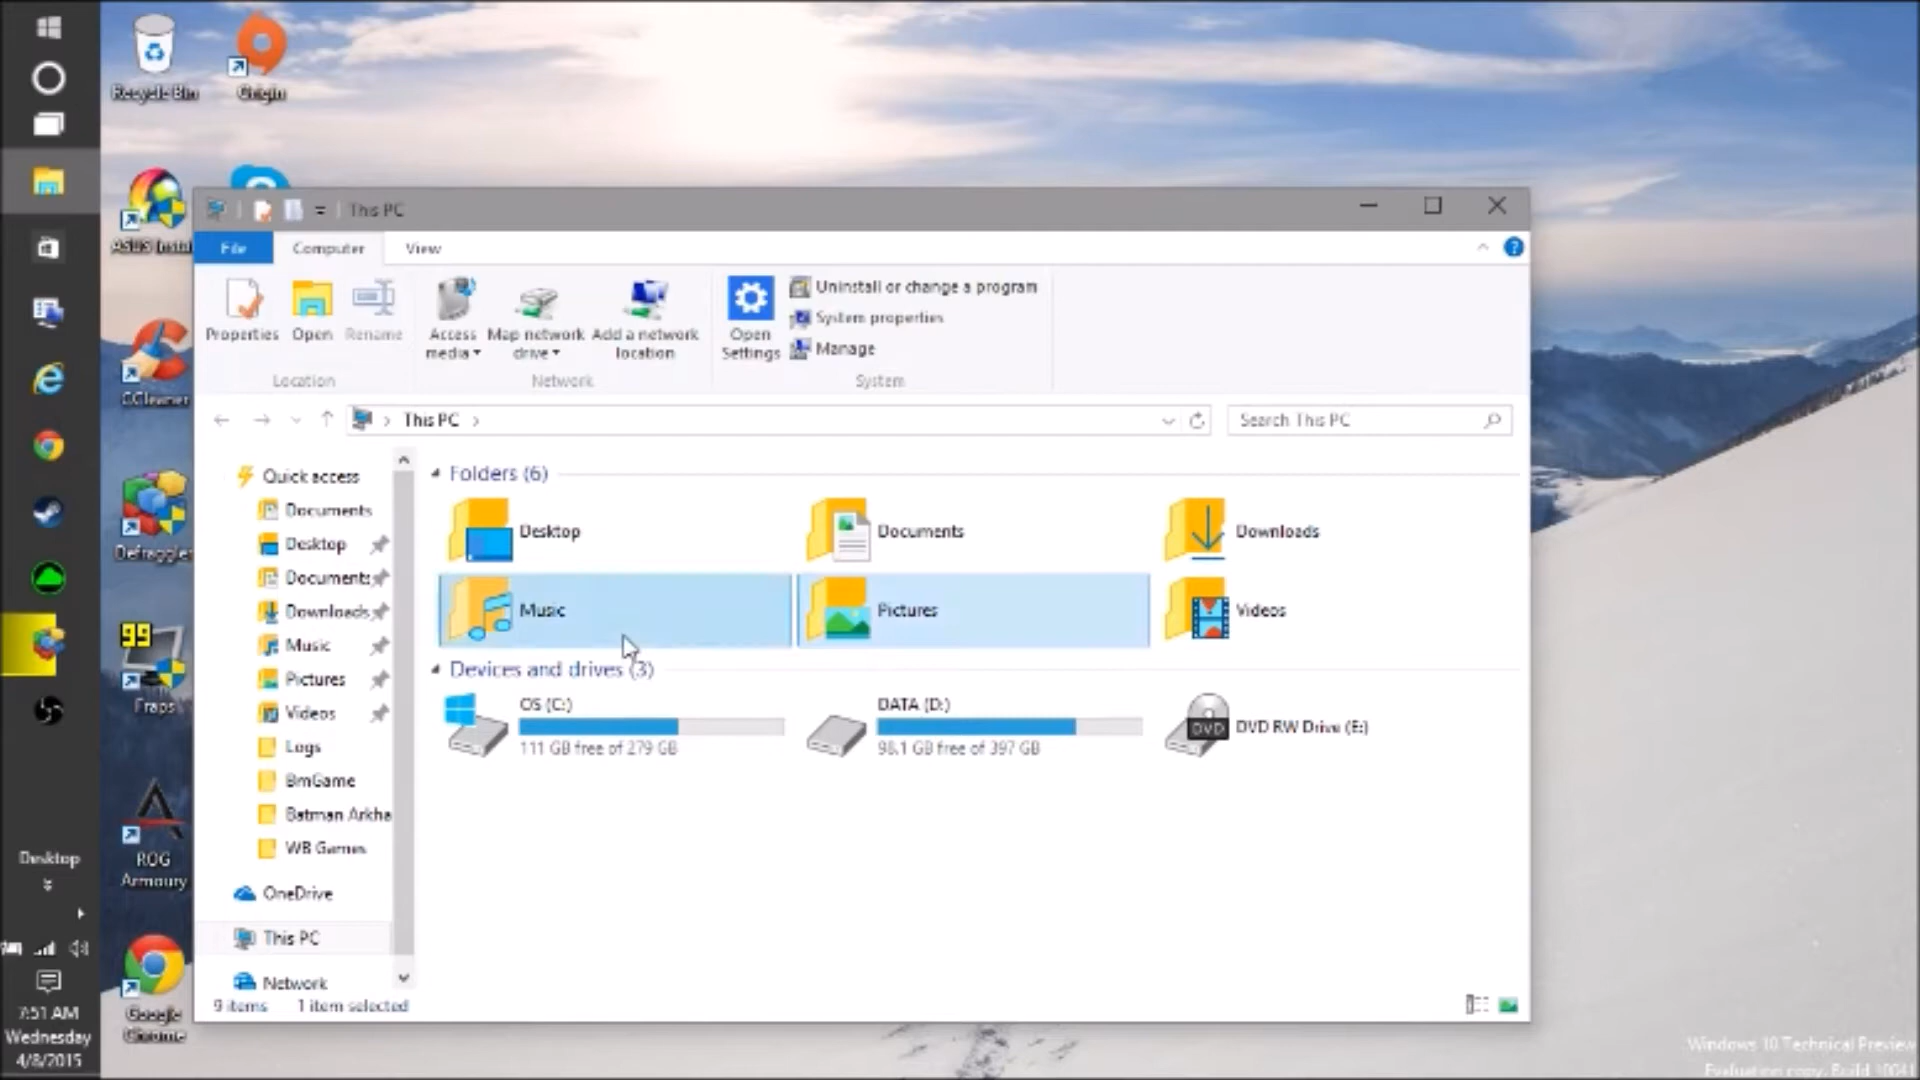 Recycle Bin
Origin
ASUS Instal
CCleaner
Defraggler
99
Fraps
ROG
Armoury
Google
Chrome
Desktop
7:51 AM
Wednesday
4/8/2015
This PC
File
Computer
View
Properties
Open
Rename
Access
media
Map network
drive
Add a network
location
Open
Settings
Uninstall or change a program
System properties
Manage
Location
Network
System
This PC
Search This PC
Quick access
Documents
Desktop
Documents
Downloads
Music
Pictures
Videos
Logs
BmGame
Batman Arkha
WB Games
OneDrive
This PC
Network
Folders (6)
Desktop
Documents
Downloads
Music
Pictures
Videos
Devices and drives (3)
OS (C:)
111 GB free of 279 GB
DATA (D:)
98.1 GB free of 397 GB
DVD
DVD RW Drive (E:)
9 items
1 item selected
Windows 10 Technical Preview
Evaluation copy. Build 10041